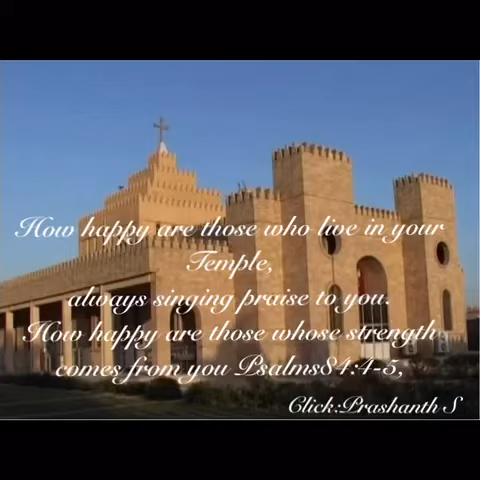 How happy are those who live in your
Temple,
always singing praise to you.
How happy are those whose strength
comes from you Psalms84:4-5,
Click:Prashanth S